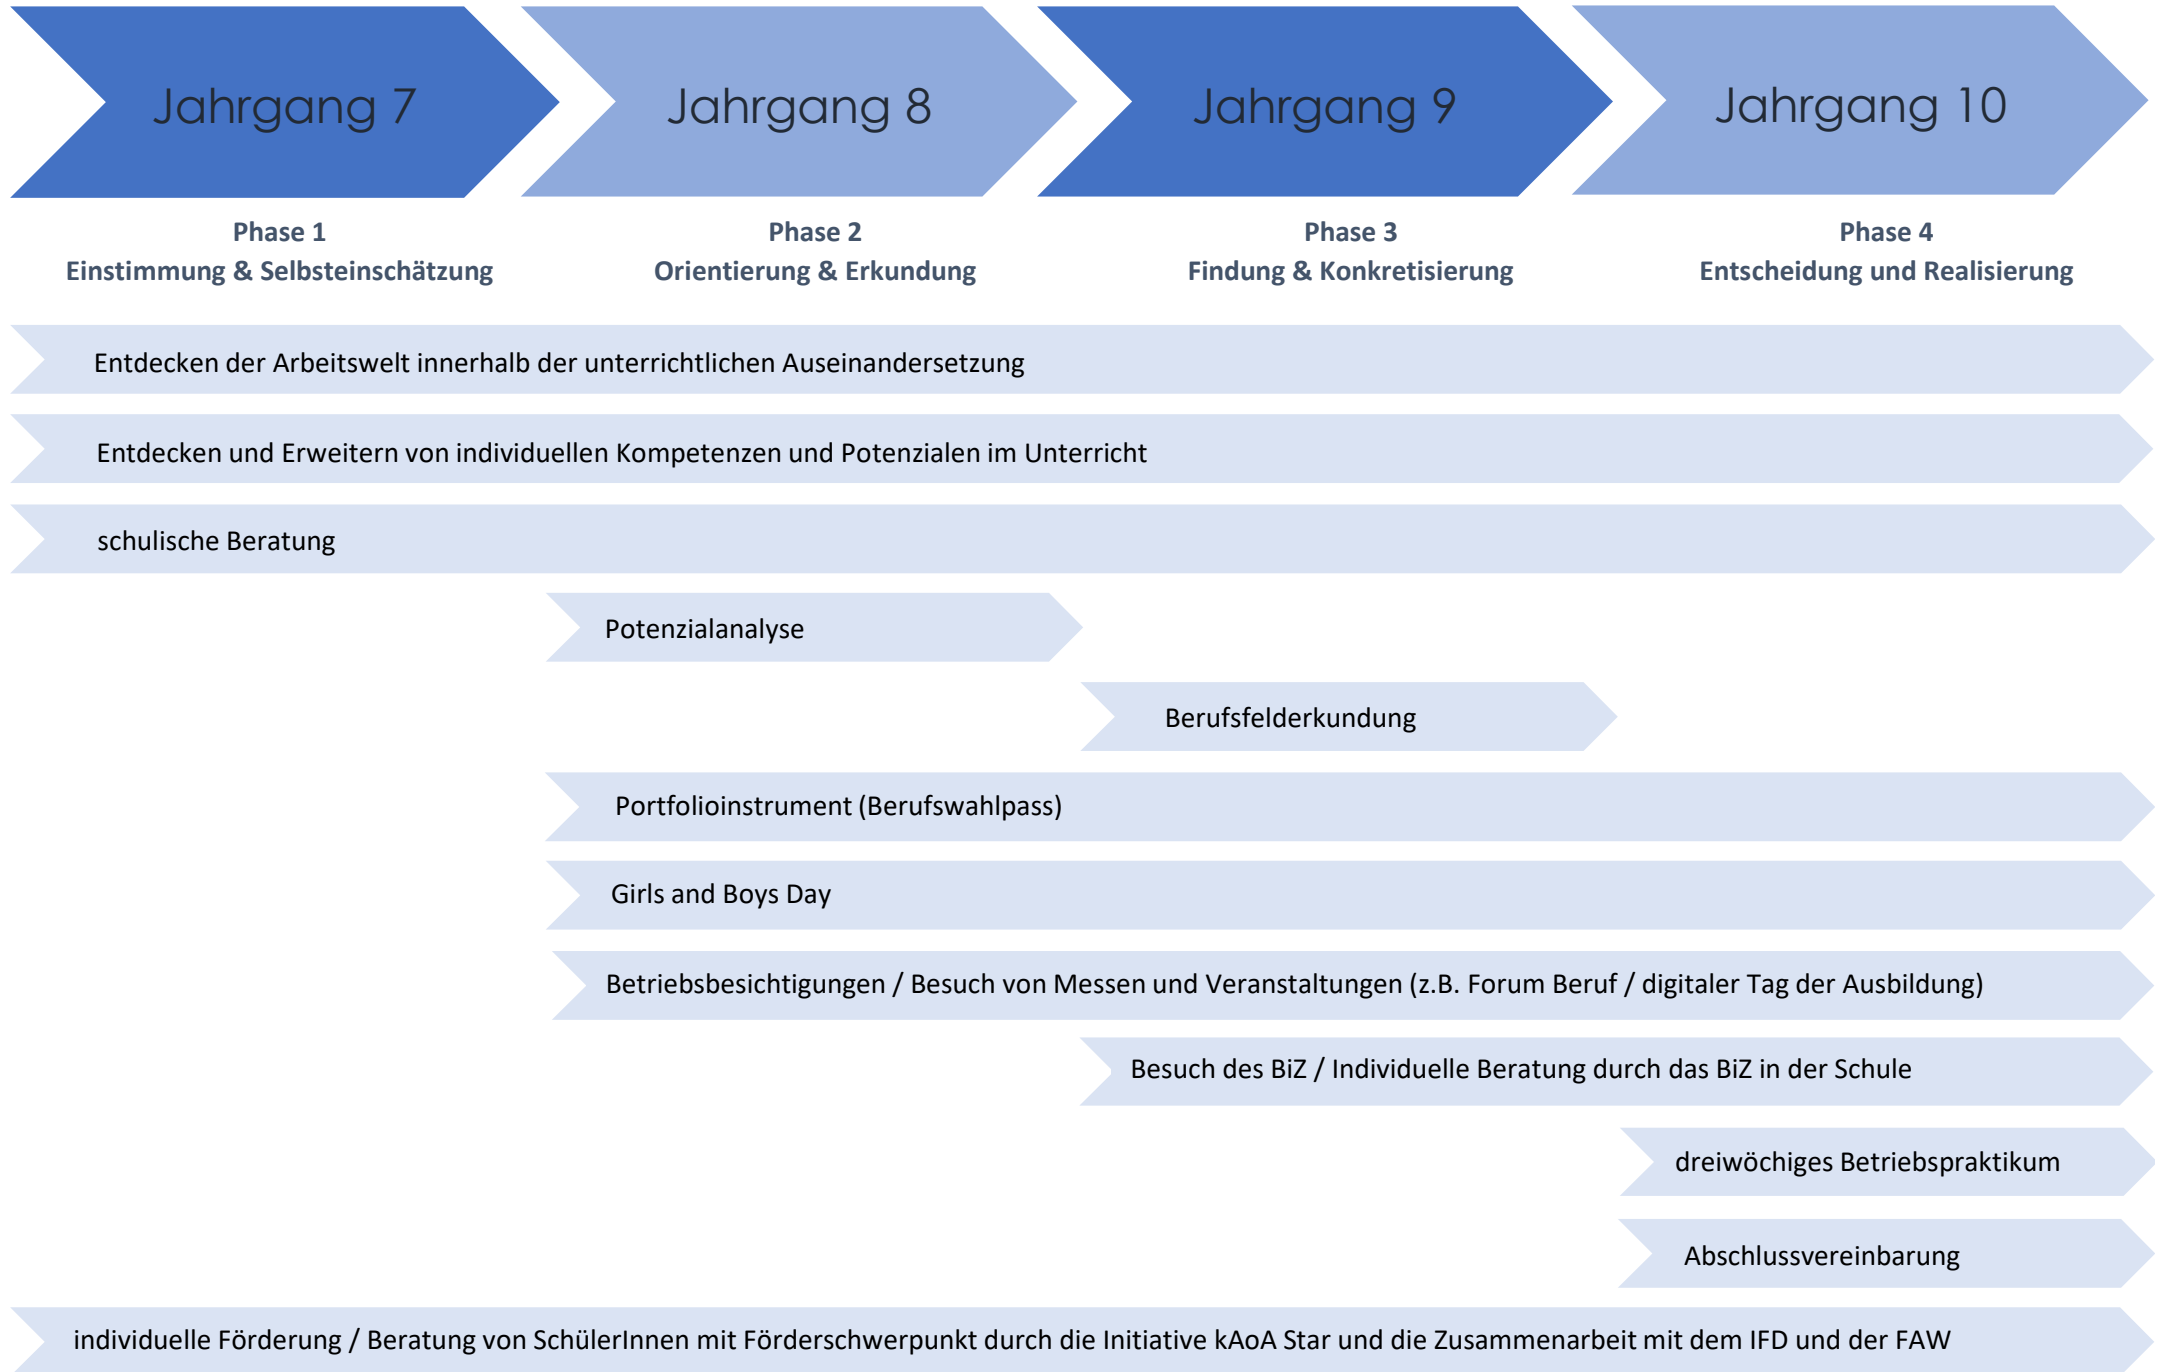 Jahrgang 7
Jahrgang 8
Jahrgang 9
Jahrgang 10
Phase 1
Einstimmung & Selbsteinschätzung
Phase 2
Orientierung & Erkundung
Phase 3
Findung & Konkretisierung
Phase 4
Entscheidung und Realisierung
Entdecken der Arbeitswelt innerhalb der unterrichtlichen Auseinandersetzung
Entdecken und Erweitern von individuellen Kompetenzen und Potenzialen im Unterricht
schulische Beratung
Potenzialanalyse
Berufsfelderkundung
Portfolioinstrument (Berufswahlpass)
Girls and Boys Day
Betriebsbesichtigungen / Besuch von Messen und Veranstaltungen (z.B. Forum Beruf / digitaler Tag der Ausbildung)
Besuch des BiZ / Individuelle Beratung durch das BiZ in der Schule
dreiwöchiges Betriebspraktikum
Abschlussvereinbarung
individuelle Förderung / Beratung von SchülerInnen mit Förderschwerpunkt durch die Initiative kAoA Star und die Zusammenarbeit mit dem IFD und der FAW